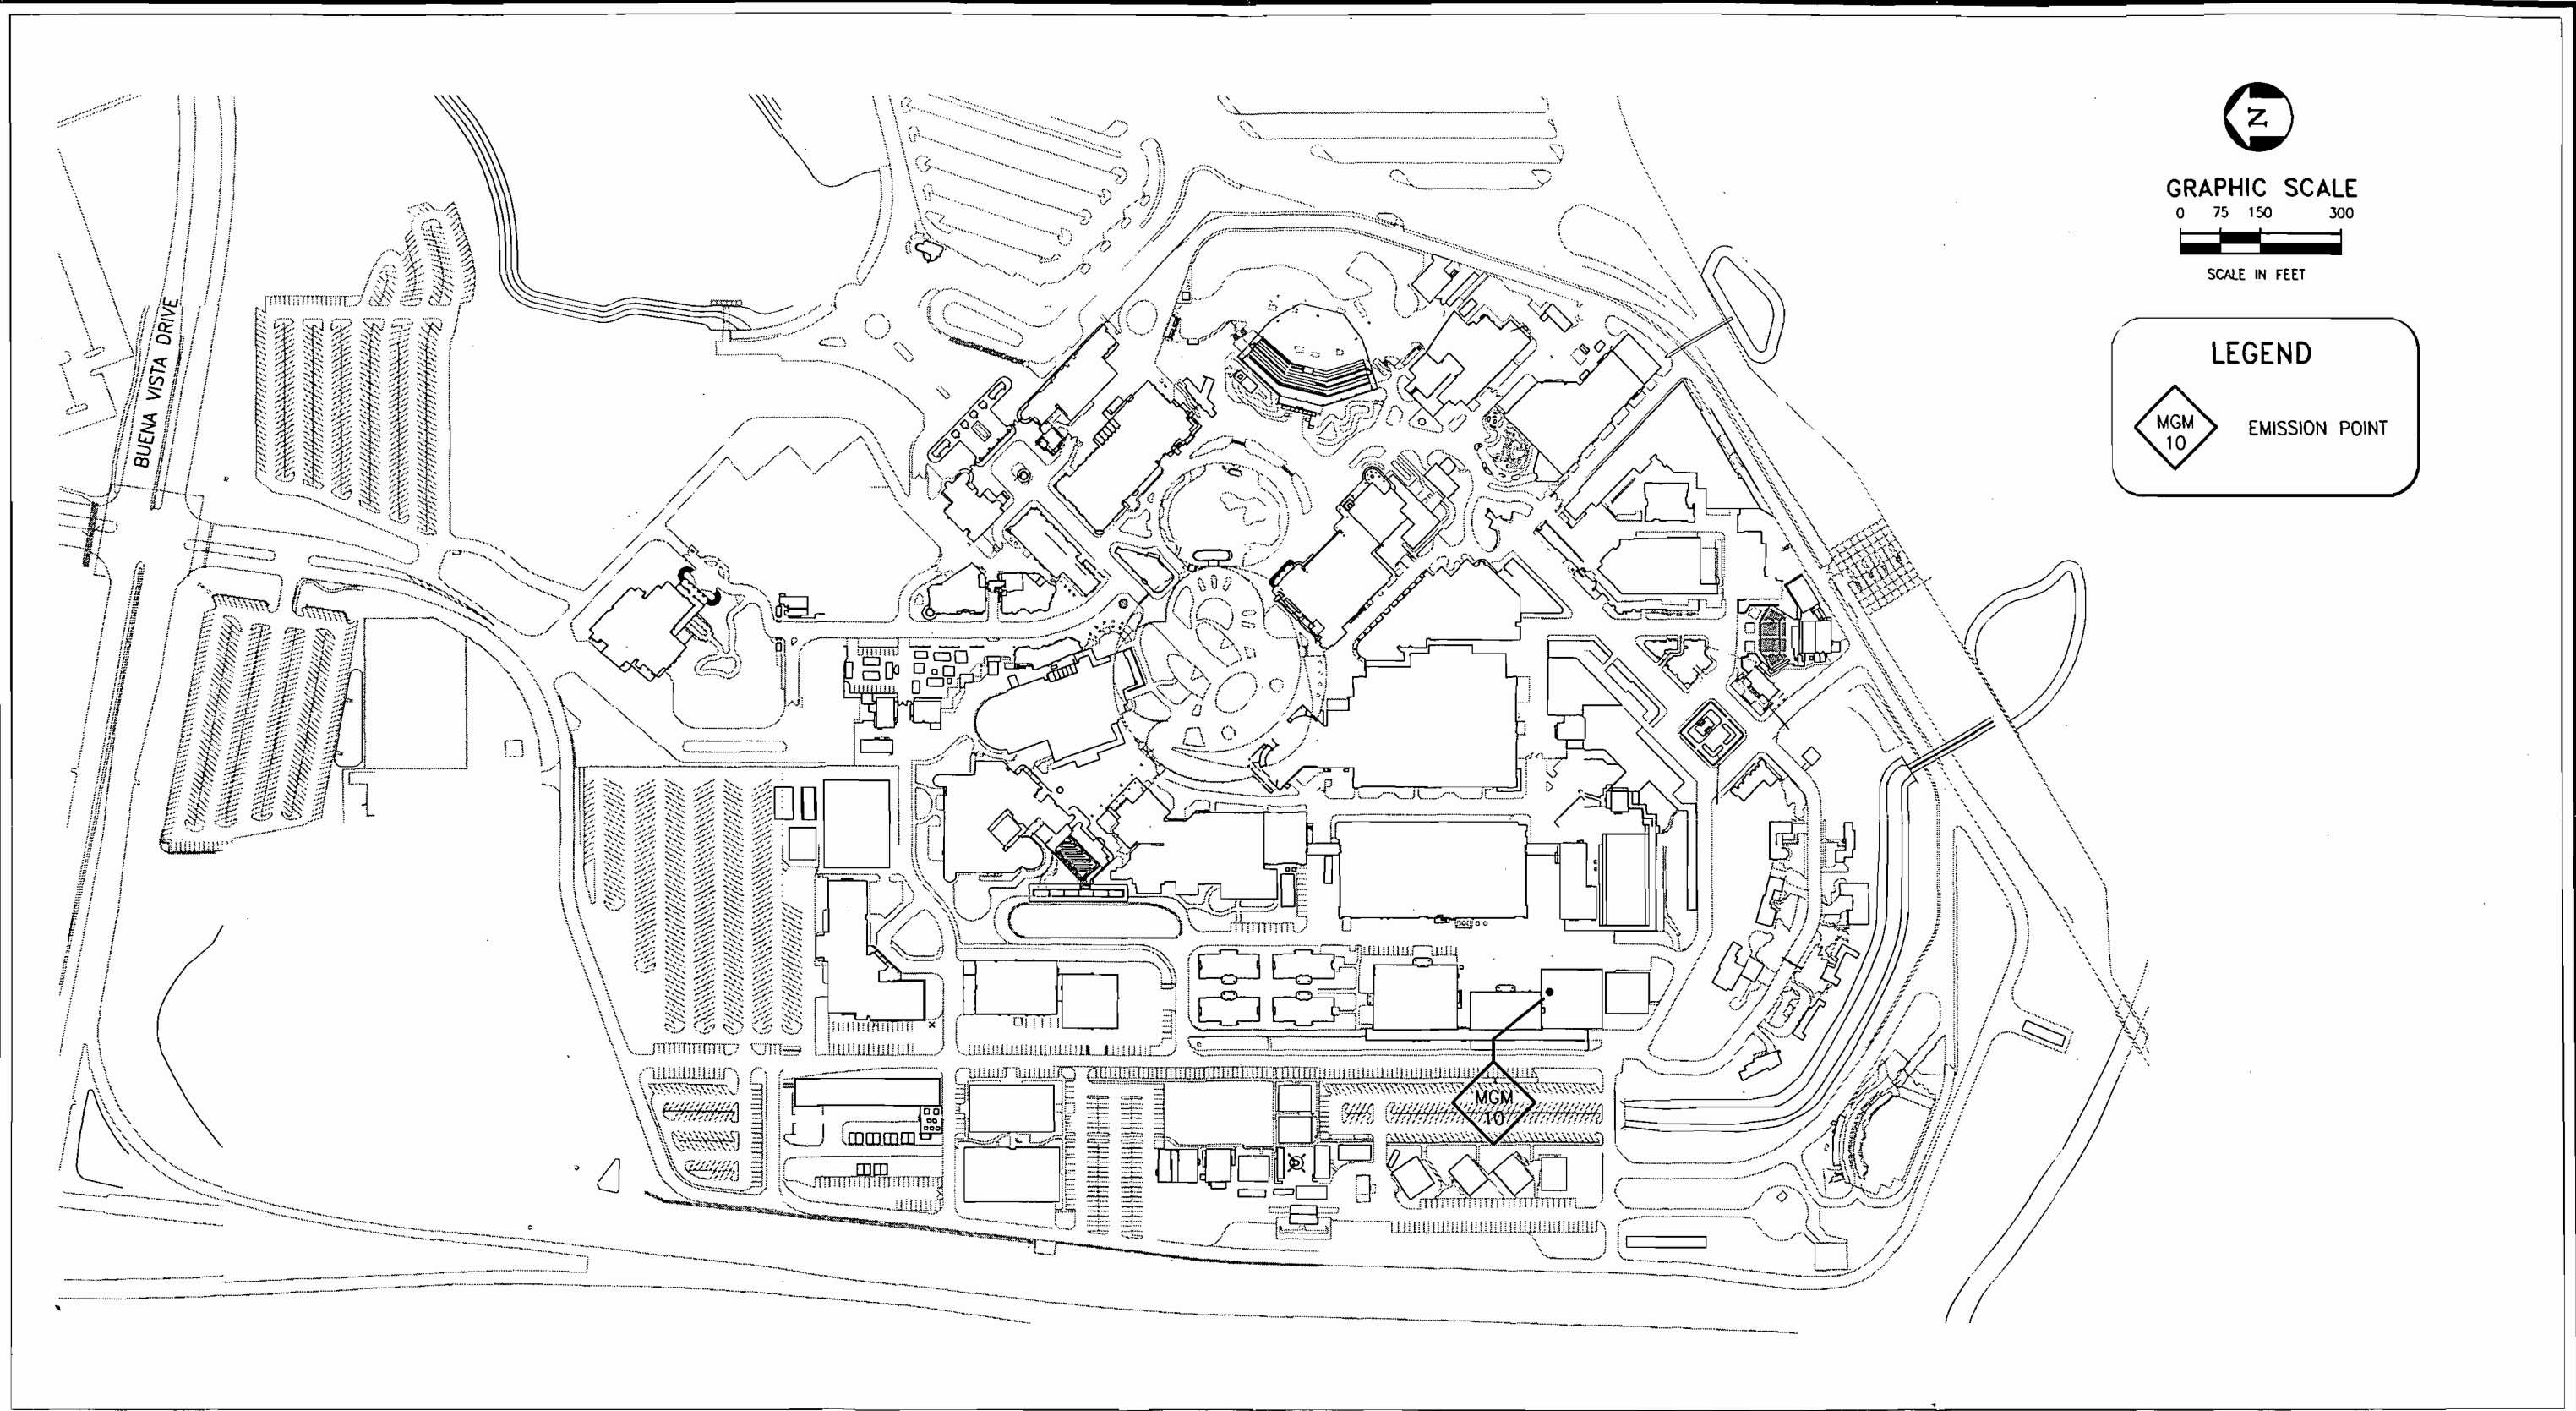 N
GRAPHIC SCALE
0 75 150 300
SCALE IN FEET
BUENA VISTA DRIVE
LEGEND
MGM
10
EMISSION POINT
MGM
10